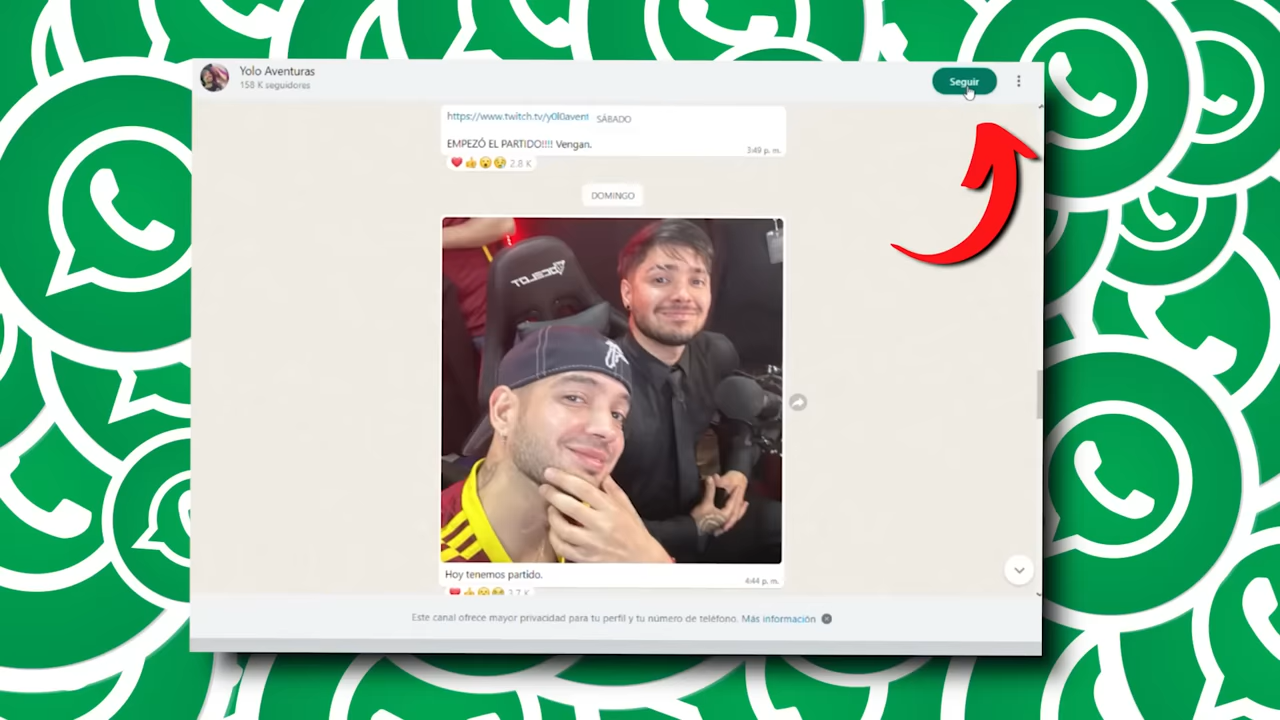 Yolo Aventuras
158 K seguidores
Seguir
https://www.twitch.tv/y0l0avent
SÁBADO
EMPEZÓ EL PARTIDO!!!! Vengan.
3:49 p. m.
2.8 K
DOMINGO
Hoy tenemos partido.
4:44 p. m.
3.7 K
Este canal ofrece mayor privacidad para tu perfil y tu número de teléfono. Más información